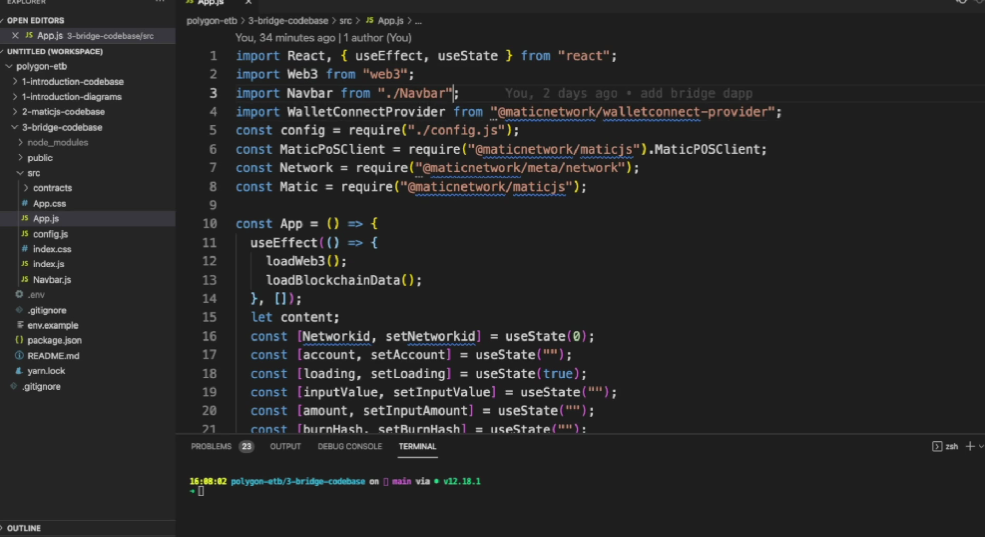 EXPLORER
OPEN EDITORS
JS App.js 3-bridge-codebase/src
UNTITLED (WORKSPACE)
polygon-etb
1-introduction-codebase
1-introduction-diagrams
2-maticjs-codebase
3-bridge-codebase
node_modules
public
src
contracts
# App.css
JS App.js
JS config.js
# index.css
JS index.js
JS Navbar.js
.env
.gitignore
env.example
{} package.json
README.md
yarn.lock
.gitignore
OUTLINE
JS App.js
polygon-etb > 3-bridge-codebase > src > JS App.js > ...
You, 34 minutes ago | 1 author (You)
1 import React, { useEffect, useState } from "react";
2 import Web3 from "web3";
3 import Navbar from "./Navbar"; You, 2 days ago • add bridge dapp
4 import WalletConnectProvider from "@maticnetwork/walletconnect-provider";
5 const config = require("./config.js");
6 const MaticPoSClient = require("@maticnetwork/maticjs").MaticPOSClient;
7 const Network = require("@maticnetwork/meta/network");
8 const Matic = require("@maticnetwork/maticjs");
9
10 const App = () => {
11 useEffect(() => {
12 loadWeb3();
13 loadBlockchainData();
14 }, []);
15 let content;
16 const [Networkid, setNetworkid] = useState(0);
17 const [account, setAccount] = useState("");
18 const [loading, setLoading] = useState(true);
19 const [inputValue, setInputValue] = useState("");
20 const [amount, setInputAmount] = useState("");
21 const [burnHash, setBurnHash] = useState("");
PROBLEMS 23 OUTPUT DEBUG CONSOLE TERMINAL
zsh
16:08:02 polygon-etb/3-bridge-codebase on main via v12.18.1